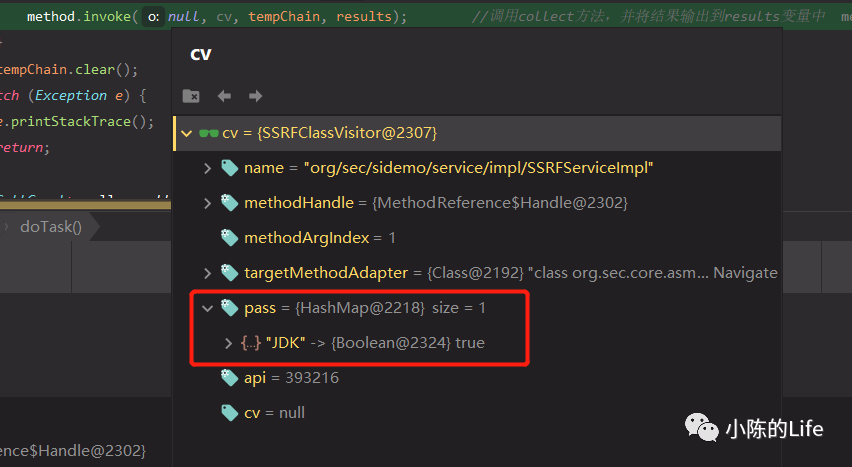 method.invoke( o: null, cv, tempChain, results); //调用collect方法，并将结果输出到results变量中 me
cv
tempChain.clear();
tch (Exception e) {
e.printStackTrace();
return;
cv = {SSRFClassVisitor@2307}
name = "org/sec/sidemo/service/impl/SSRFServiceImpl"
methodHandle = {MethodReference$Handle@2302}
doTask()
methodArgIndex = 1
targetMethodAdapter = {Class@2192} "class org.sec.core.asm... Navigate
pass = {HashMap@2218} size = 1
{...} "JDK" -> {Boolean@2324} true
api = 393216
cv = null
小陈的Life
ence$Handle@2302}